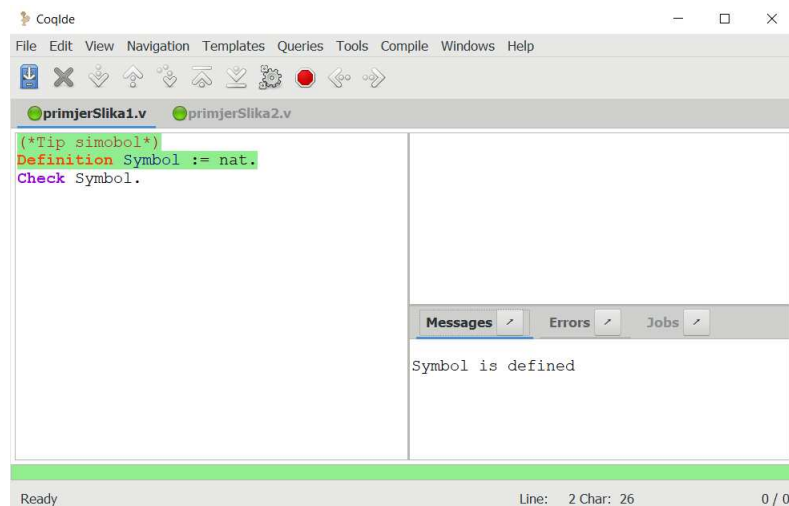 CoqIde
File Edit View Navigation Templates Queries Tools Compile Windows Help
primjerSlika1.v primjerSlika2.v
(*Tip simobol*)
Definition Symbol := nat.
Check Symbol.
Messages Errors Jobs
Symbol is defined
Ready Line: 2 Char: 26 0 / 0